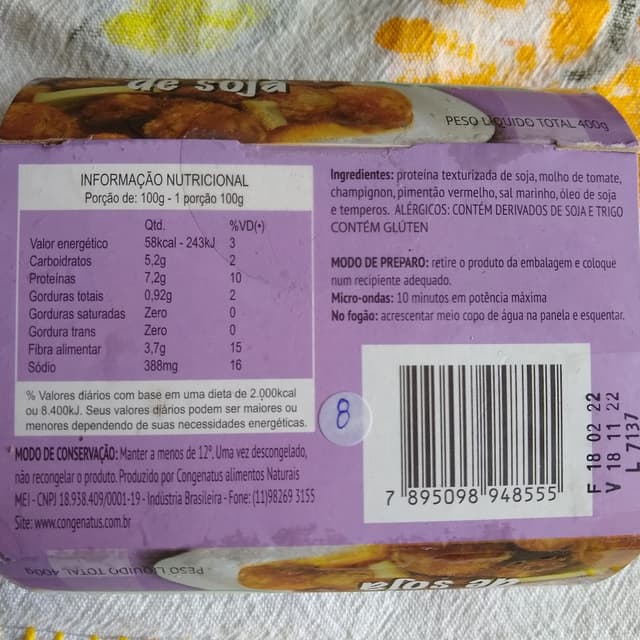 de soja
PESO LÍQUIDO TOTAL 400g
INFORMAÇÃO NUTRICIONAL
Porção de: 100g - 1 porção 100g
Qtd. %VD(*)
Valor energético 58kcal - 243kJ 3
Carboidratos 5,2g 2
Proteínas 7,2g 10
Gorduras totais 0,92g 2
Gorduras saturadas Zero 0
Gordura trans Zero 0
Fibra alimentar 3,7g 15
Sódio 388mg 16
% Valores diários com base em uma dieta de 2.000kcal
ou 8.400kJ. Seus valores diários podem ser maiores ou
menores dependendo de suas necessidades energéticas.
MODO DE CONSERVAÇÃO: Manter a menos de 12º. Uma vez descongelado,
não recongelar o produto. Produzido por Congenatus alimentos Naturais
MEI - CNPJ 18.938.409/0001-19 - Indústria Brasileira - Fone: (11)98269 3155
Site: www.congenatus.com.br
Ingredientes: proteína texturizada de soja, molho de tomate,
champignon, pimentão vermelho, sal marinho, óleo de soja
e temperos. ALÉRGICOS: CONTÉM DERIVADOS DE SOJA E TRIGO
CONTÉM GLÚTEN
MODO DE PREPARO: retire o produto da embalagem e coloque
num recipiente adequado.
Micro-ondas: 10 minutos em potência máxima
No fogão: acrescentar meio copo de água na panela e esquentar.
8
7 895098 948555
F 18 02 22
V 18 11 22
L 7137
PESO LÍQUIDO TOTAL 400g
de soja